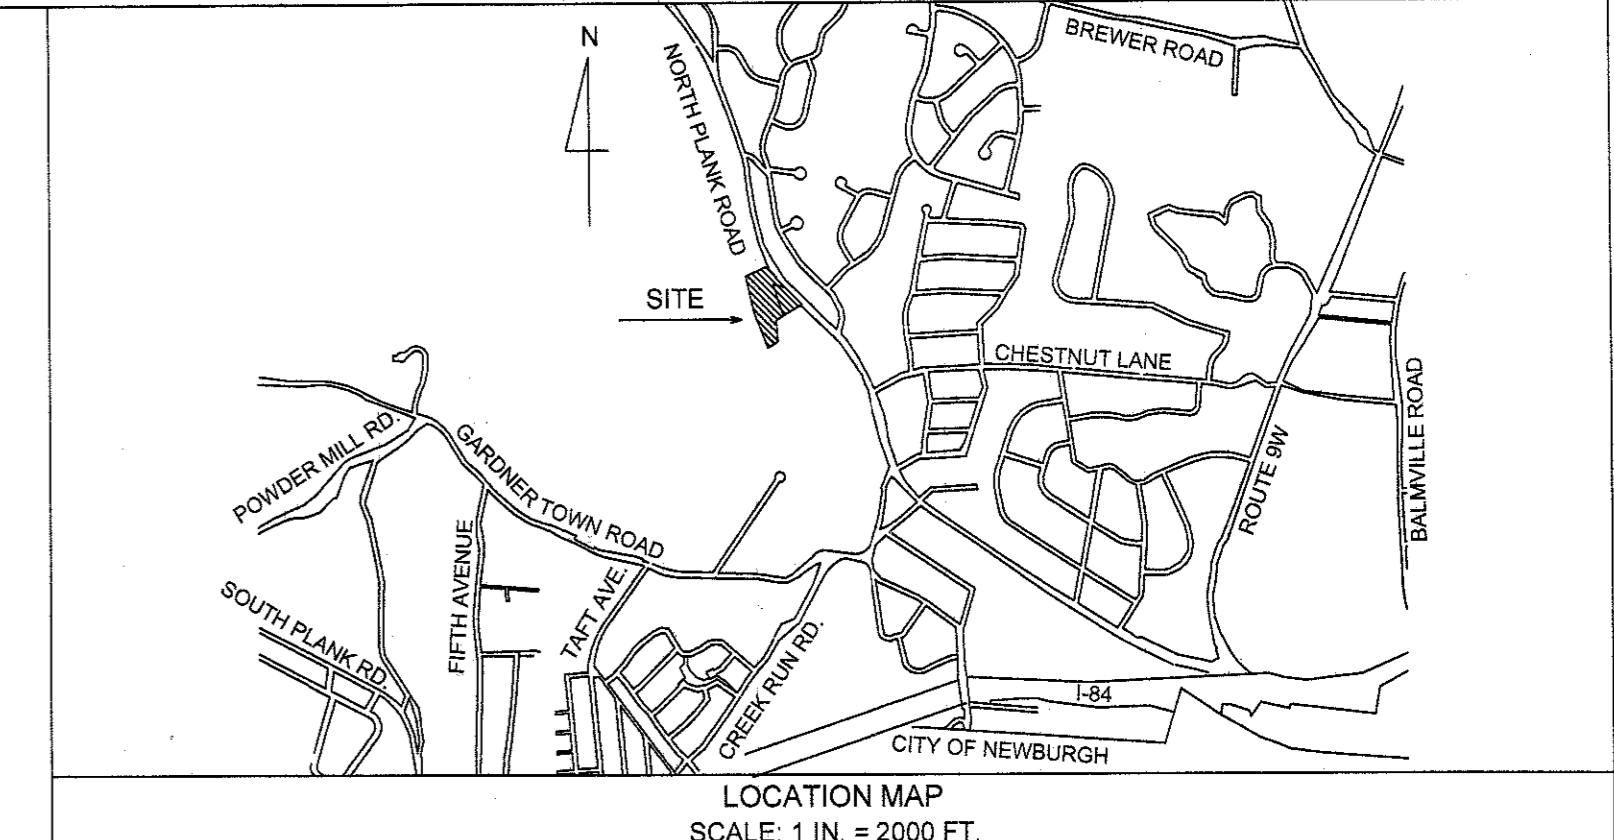 N
BREWER ROAD
NORTH PLANK ROAD
SITE
CHESTNUT LANE
POWDER MILL RD.
GARDNER TOWN ROAD
ROUTE 9W
BALMVILLE ROAD
FIFTH AVENUE
TAFT AVE.
SOUTH PLANK RD.
CREEK RUN RD.
I-84
CITY OF NEWBURGH
LOCATION MAP
SCALE: 1 IN. = 2000 FT.